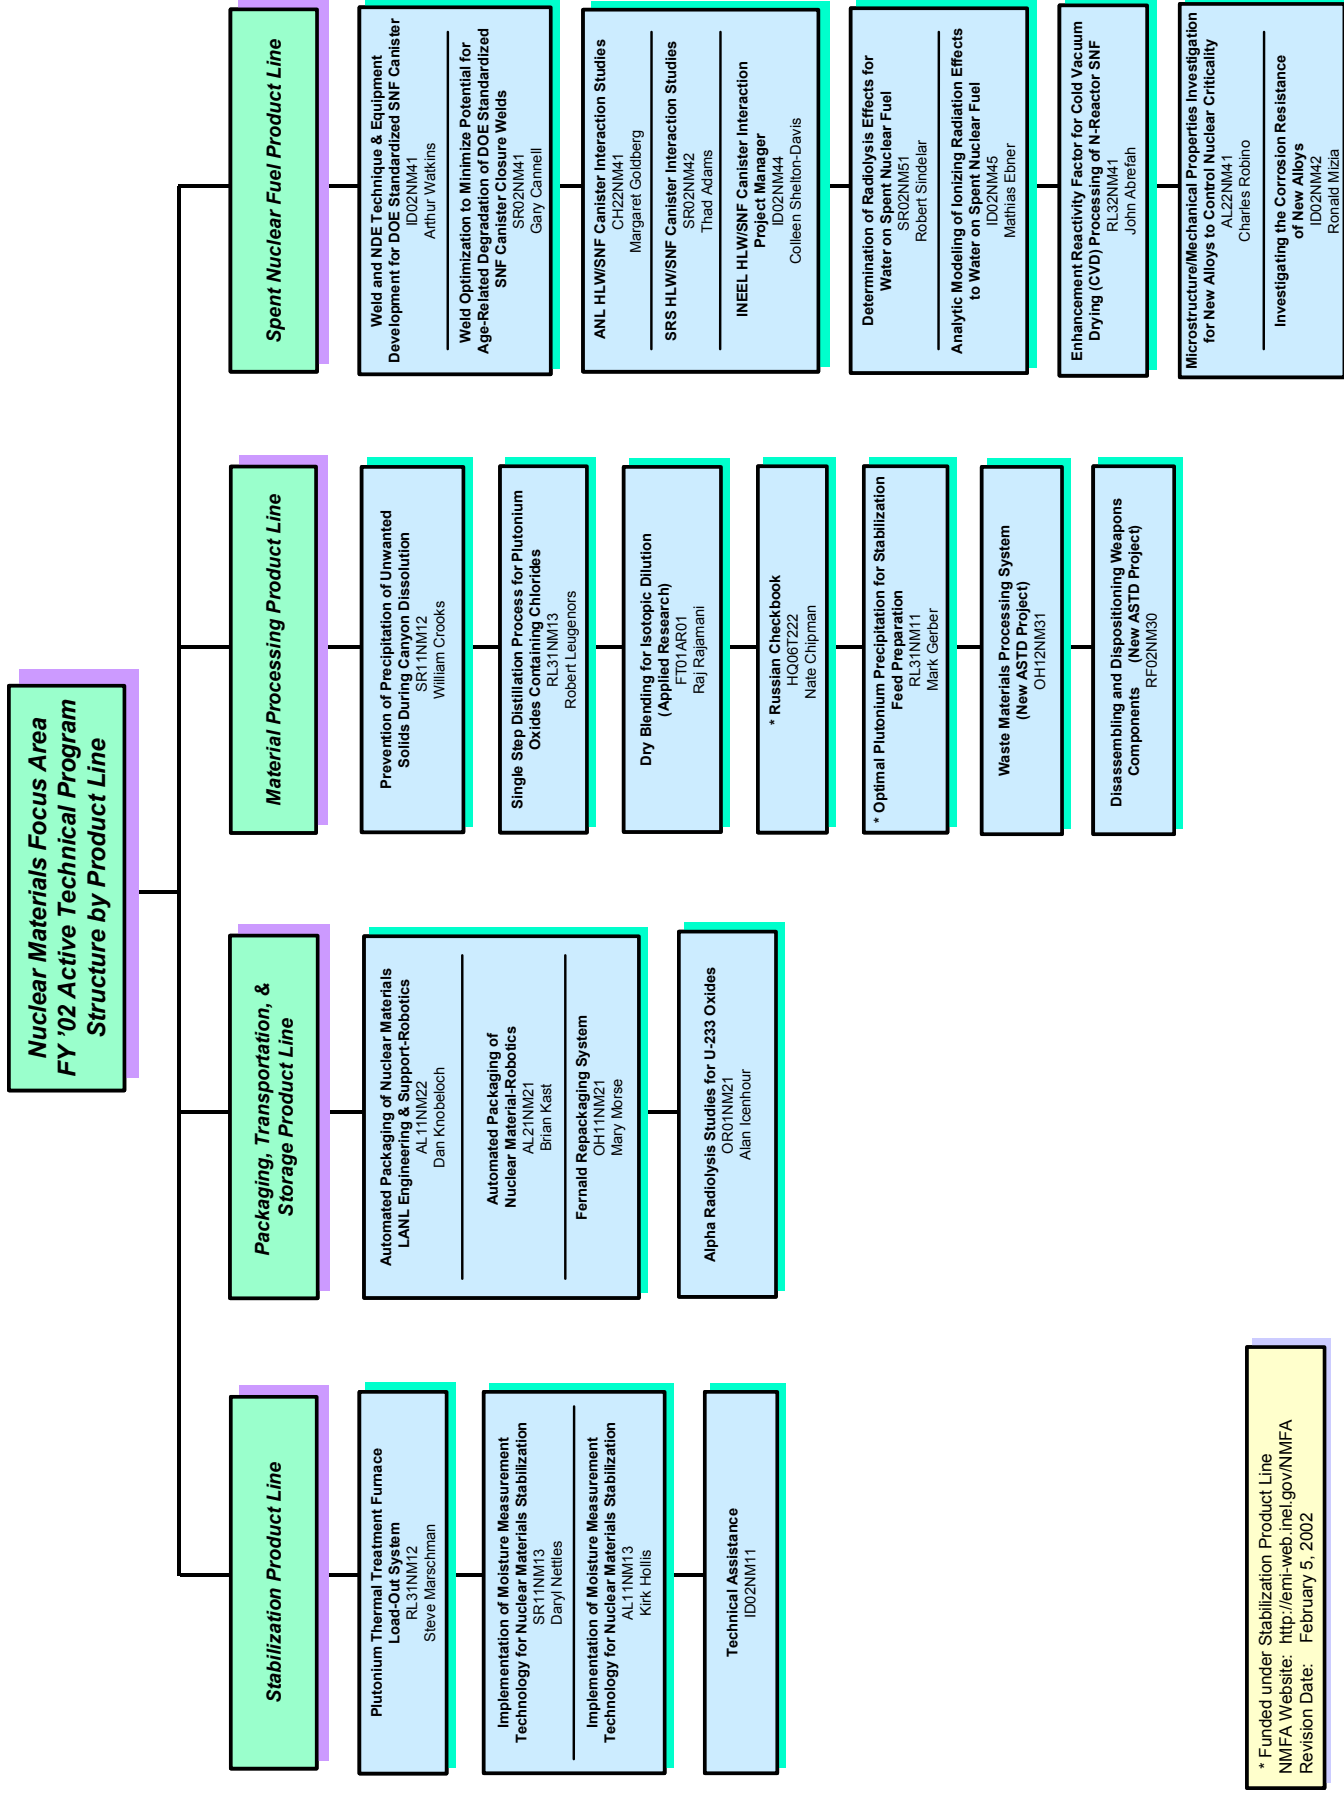 Nuclear Materials Focus Area
FY '02 Active Technical Program
Structure by Product Line
Stabilization Product Line
Plutonium Thermal Treatment Furnace
Load-Out System
RL31NM12
Steve Marschman
Implementation of Moisture Measurement
Technology for Nuclear Materials Stabilization
SR11NM13
Daryl Nettles
Implementation of Moisture Measurement
Technology for Nuclear Materials Stabilization
AL11NM13
Kirk Hollis
Technical Assistance
ID02NM11
Packaging, Transportation, &
Storage Product Line
Automated Packaging of Nuclear Materials
LANL Engineering & Support-Robotics
AL11NM22
Dan Knobeloch
Automated Packaging of
Nuclear Material-Robotics
AL21NM21
Brian Kast
Fernald Repackaging System
OH11NM21
Mary Morse
Alpha Radiolysis Studies for U-233 Oxides
OR01NM21
Alan Icenhour
Material Processing Product Line
Prevention of Precipitation of Unwanted
Solids During Canyon Dissolution
SR11NM12
William Crooks
Single Step Distillation Process for Plutonium
Oxides Containing Chlorides
RL31NM13
Robert Leugenors
Dry Blending for Isotopic Dilution
(Applied Research)
FT01AR01
Raj Rajamani
* Russian Checkbook
HQ06T222
Nate Chipman
* Optimal Plutonium Precipitation for Stabilization
Feed Preparation
RL31NM11
Mark Gerber
Waste Materials Processing System
(New ASTD Project)
OH12NM31
Disassembling and Dispositioning Weapons
Components (New ASTD Project)
RF02NM30
Spent Nuclear Fuel Product Line
Weld and NDE Technique & Equipment
Development for DOE Standardized SNF Canister
ID02NM41
Arthur Watkins
Weld Optimization to Minimize Potential for
Age-Related Degradation of DOE Standardized
SNF Canister Closure Welds
SR02NM41
Gary Cannell
ANL HLW/SNF Canister Interaction Studies
CH22NM41
Margaret Goldberg
SRS HLW/SNF Canister Interaction Studies
SR02NM42
Thad Adams
INEEL HLW/SNF Canister Interaction
Project Manager
ID02NM44
Colleen Shelton-Davis
Determination of Radiolysis Effects for
Water on Spent Nuclear Fuel
SR02NM51
Robert Sindelar
Analytic Modeling of Ionizing Radiation Effects
to Water on Spent Nuclear Fuel
ID02NM45
Mathias Ebner
Enhancement Reactivity Factor for Cold Vacuum
Drying (CVD) Processing of N-Reactor SNF
RL32NM41
John Abrefah
Microstructure/Mechanical Properties Investigation
for New Alloys to Control Nuclear Criticality
AL22NM41
Charles Robino
Investigating the Corrosion Resistance
of New Alloys
ID02NM42
Ronald Mizia
* Funded under Stabilization Product Line
NMFA Website: http://emi-web.inel.gov/NMFA
Revision Date: February 5, 2002